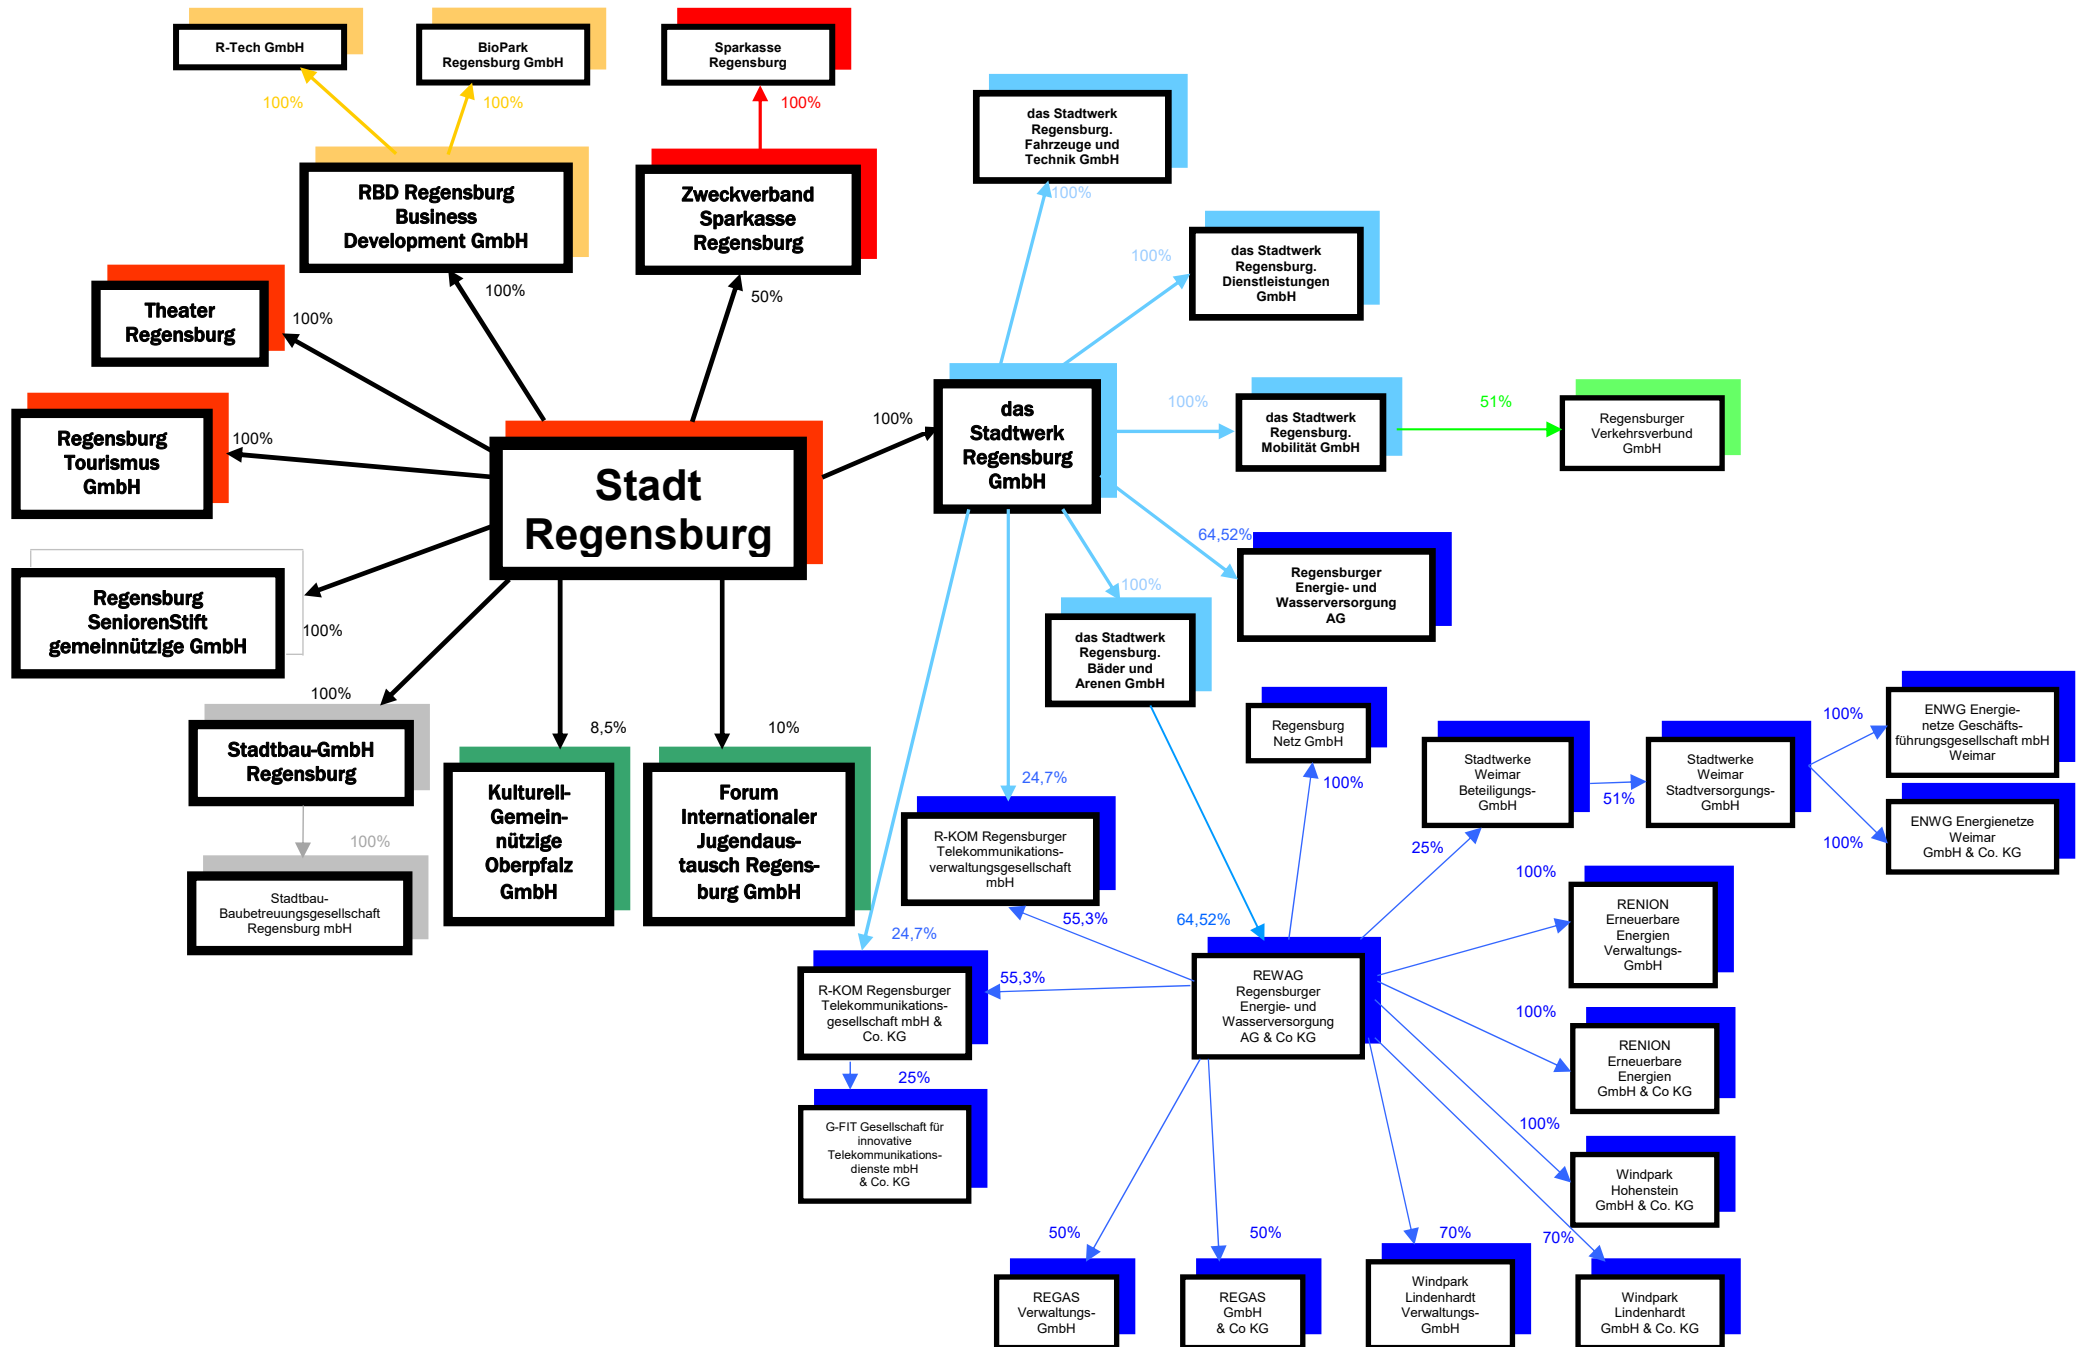 R-Tech GmbH
BioPark
Regensburg GmbH
Sparkasse
Regensburg
100%
100%
100%
das Stadtwerk
Regensburg.
Fahrzeuge und
Technik GmbH
100%
RBD Regensburg
Business
Development GmbH
Zweckverband
Sparkasse
Regensburg
100%
50%
das Stadtwerk
Regensburg.
Dienstleistungen
GmbH
100%
Theater
Regensburg
100%
Regensburg
Tourismus
GmbH
100%
Stadt
Regensburg
100%
das
Stadtwerk
Regensburg
GmbH
100%
das Stadtwerk
Regensburg.
Mobilität GmbH
51%
Regensburger
Verkehrsverbund
GmbH
64,52%
Regensburger
Energie- und
Wasserversorgung
AG
100%
das Stadtwerk
Regensburg.
Bäder und
Arenen GmbH
Regensburg
SeniorenStift
gemeinnützige GmbH
100%
100%
Stadtbau-GmbH
Regensburg
100%
Stadtbau-
Baubetreuungsgesellschaft
Regensburg mbH
8,5%
Kulturell-
Gemein-
nützige
Oberpfalz
GmbH
10%
Forum
Internationaler
Jugendaus-
tausch Regens-
burg GmbH
24,7%
R-KOM Regensburger
Telekommunikations-
verwaltungsgesellschaft
mbH
55,3%
64,52%
Regensburg
Netz GmbH
100%
Stadtwerke
Weimar
Beteiligungs-
GmbH
25%
51%
Stadtwerke
Weimar
Stadtversorgungs-
GmbH
100%
ENWG Energie-
netze Geschäfts-
führungsgesellschaft mbH
Weimar
100%
ENWG Energienetze
Weimar
GmbH & Co. KG
24,7%
R-KOM Regensburger
Telekommunikations-
gesellschaft mbH &
Co. KG
55,3%
REWAG
Regensburger
Energie- und
Wasserversorgung
AG & Co KG
100%
RENION
Erneuerbare
Energien
Verwaltungs-
GmbH
100%
RENION
Erneuerbare
Energien
GmbH & Co KG
25%
G-FIT Gesellschaft für
innovative
Telekommunikations-
dienste mbH
& Co. KG
100%
Windpark
Hohenstein
GmbH & Co. KG
50%
REGAS
Verwaltungs-
GmbH
50%
REGAS
GmbH
& Co KG
70%
Windpark
Lindenhardt
Verwaltungs-
GmbH
70%
Windpark
Lindenhardt
GmbH & Co. KG